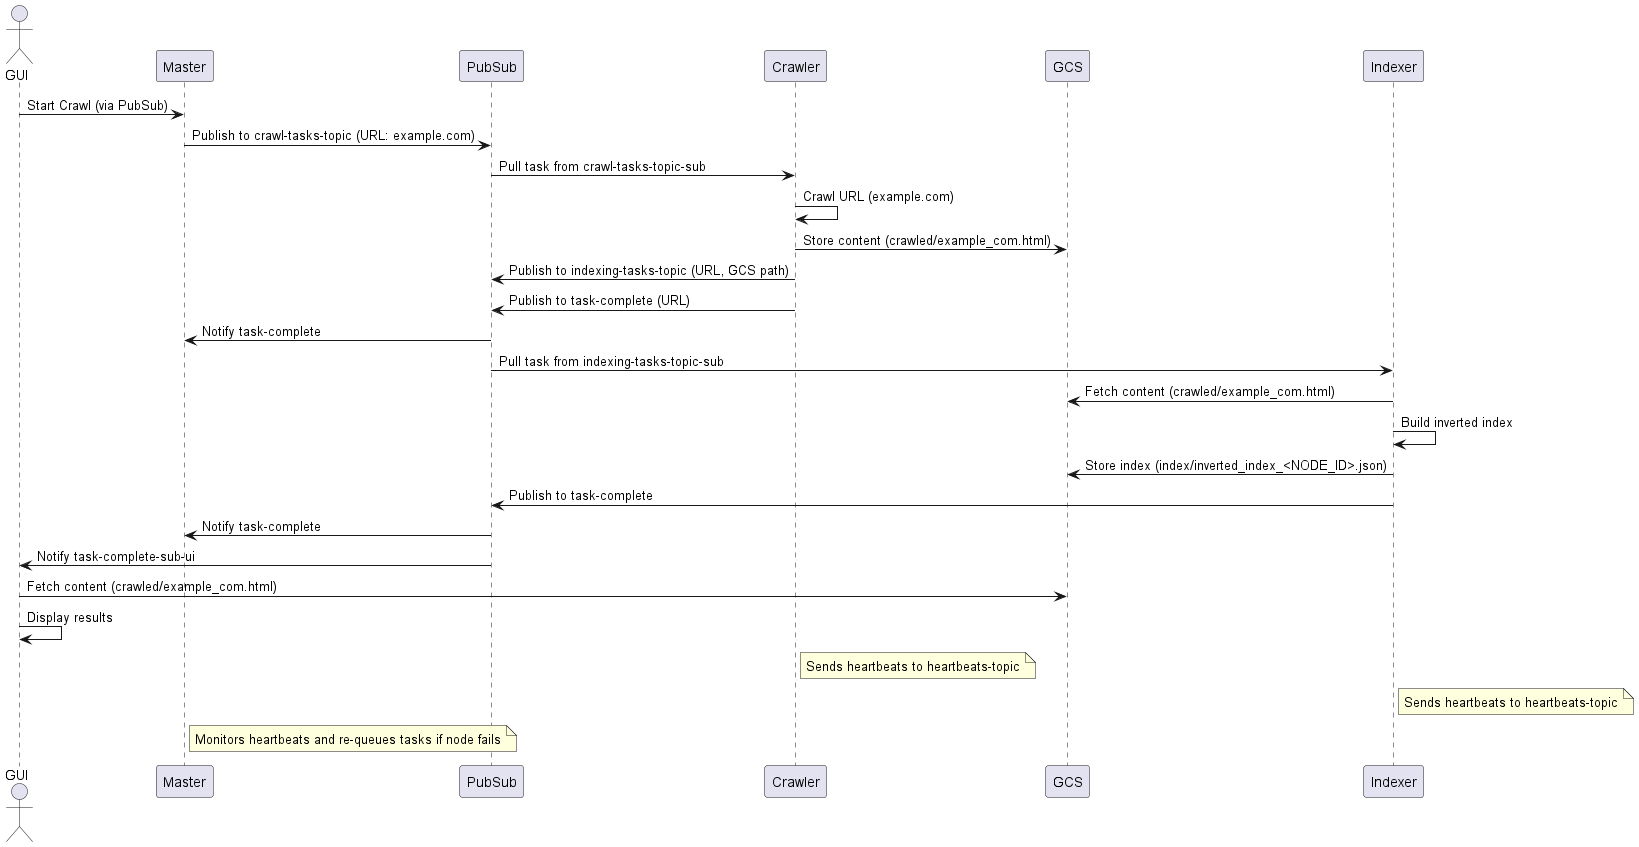 GUI
Master
PubSub
Crawler
GCS
Indexer
Start Crawl (via PubSub)
Publish to crawl-tasks-topic (URL: example.com)
Pull task from crawl-tasks-topic-sub
Crawl URL (example.com)
Store content (crawled/example_com.html)
Publish to indexing-tasks-topic (URL, GCS path)
Publish to task-complete (URL)
Notify task-complete
Pull task from indexing-tasks-topic-sub
Fetch content (crawled/example_com.html)
Build inverted index
Store index (index/inverted_index_<NODE_ID>.json)
Publish to task-complete
Notify task-complete
Notify task-complete-sub-ui
Fetch content (crawled/example_com.html)
Display results
Sends heartbeats to heartbeats-topic
Sends heartbeats to heartbeats-topic
Monitors heartbeats and re-queues tasks if node fails
GUI
Master
PubSub
Crawler
GCS
Indexer